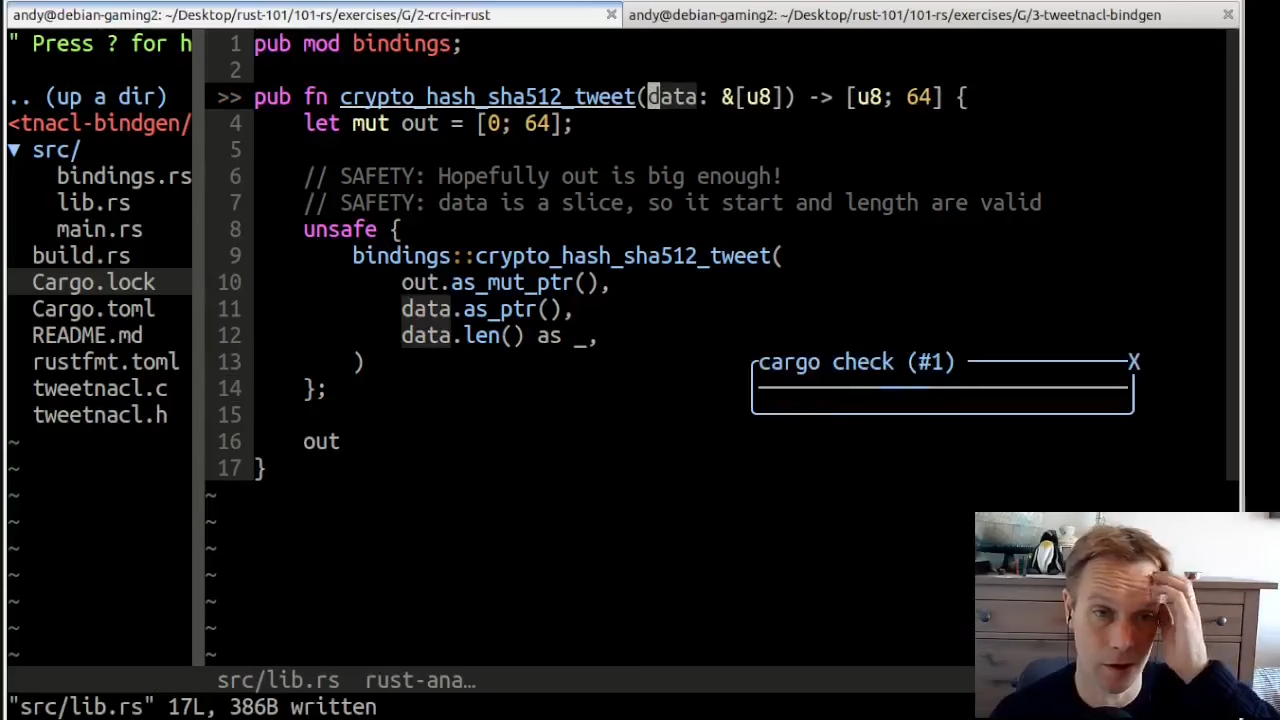 andy@debian-gaming2: ~/Desktop/rust-101/101-rs/exercises/G/2-crc-in-rust
andy@debian-gaming2: ~/Desktop/rust-101/101-rs/exercises/G/3-tweetnacl-bindgen
" Press ? for h
.. (up a dir)
<tnacl-bindgen/
▼ src/
bindings.rs
lib.rs
main.rs
build.rs
Cargo.lock
Cargo.toml
README.md
rustfmt.toml
tweetnacl.c
tweetnacl.h
~
~
~
~
~
~
~
~
~
1 pub mod bindings;
2
>> pub fn crypto_hash_sha512_tweet(data: &[u8]) -> [u8; 64] {
4 let mut out = [0; 64];
5
6 // SAFETY: Hopefully out is big enough!
7 // SAFETY: data is a slice, so it start and length are valid
8 unsafe {
9 bindings::crypto_hash_sha512_tweet(
10 out.as_mut_ptr(),
11 data.as_ptr(),
12 data.len() as _,
13 )
14 };
15
16 out
17 }
~
~
~
~
~
~
~
cargo check (#1) X
src/lib.rs rust-ana…
"src/lib.rs" 17L, 386B written